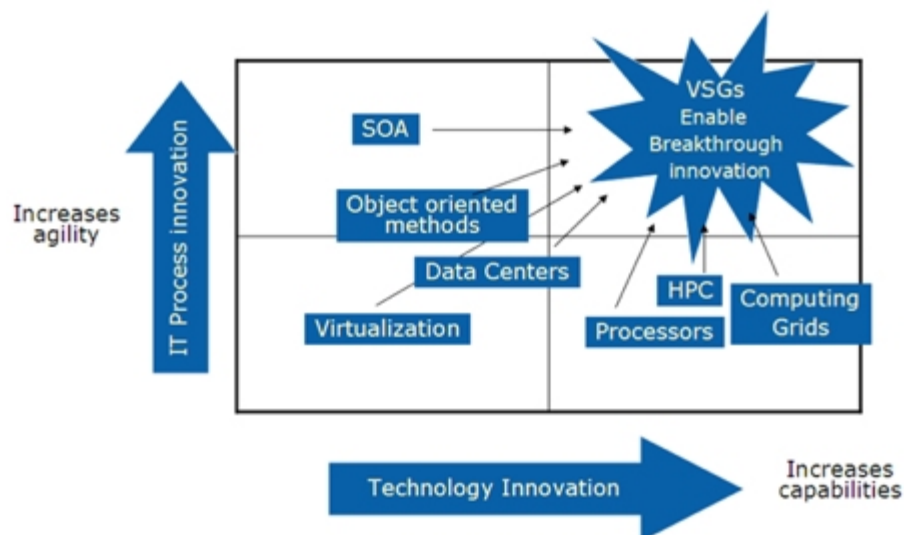 VSGs
Enable
Breakthrough
innovation
SOA
Object oriented
methods
Data Centers
Virtualization
HPC
Processors
Computing
Grids
Increases
agility
IT Process innovation
Technology Innovation
Increases
capabilities